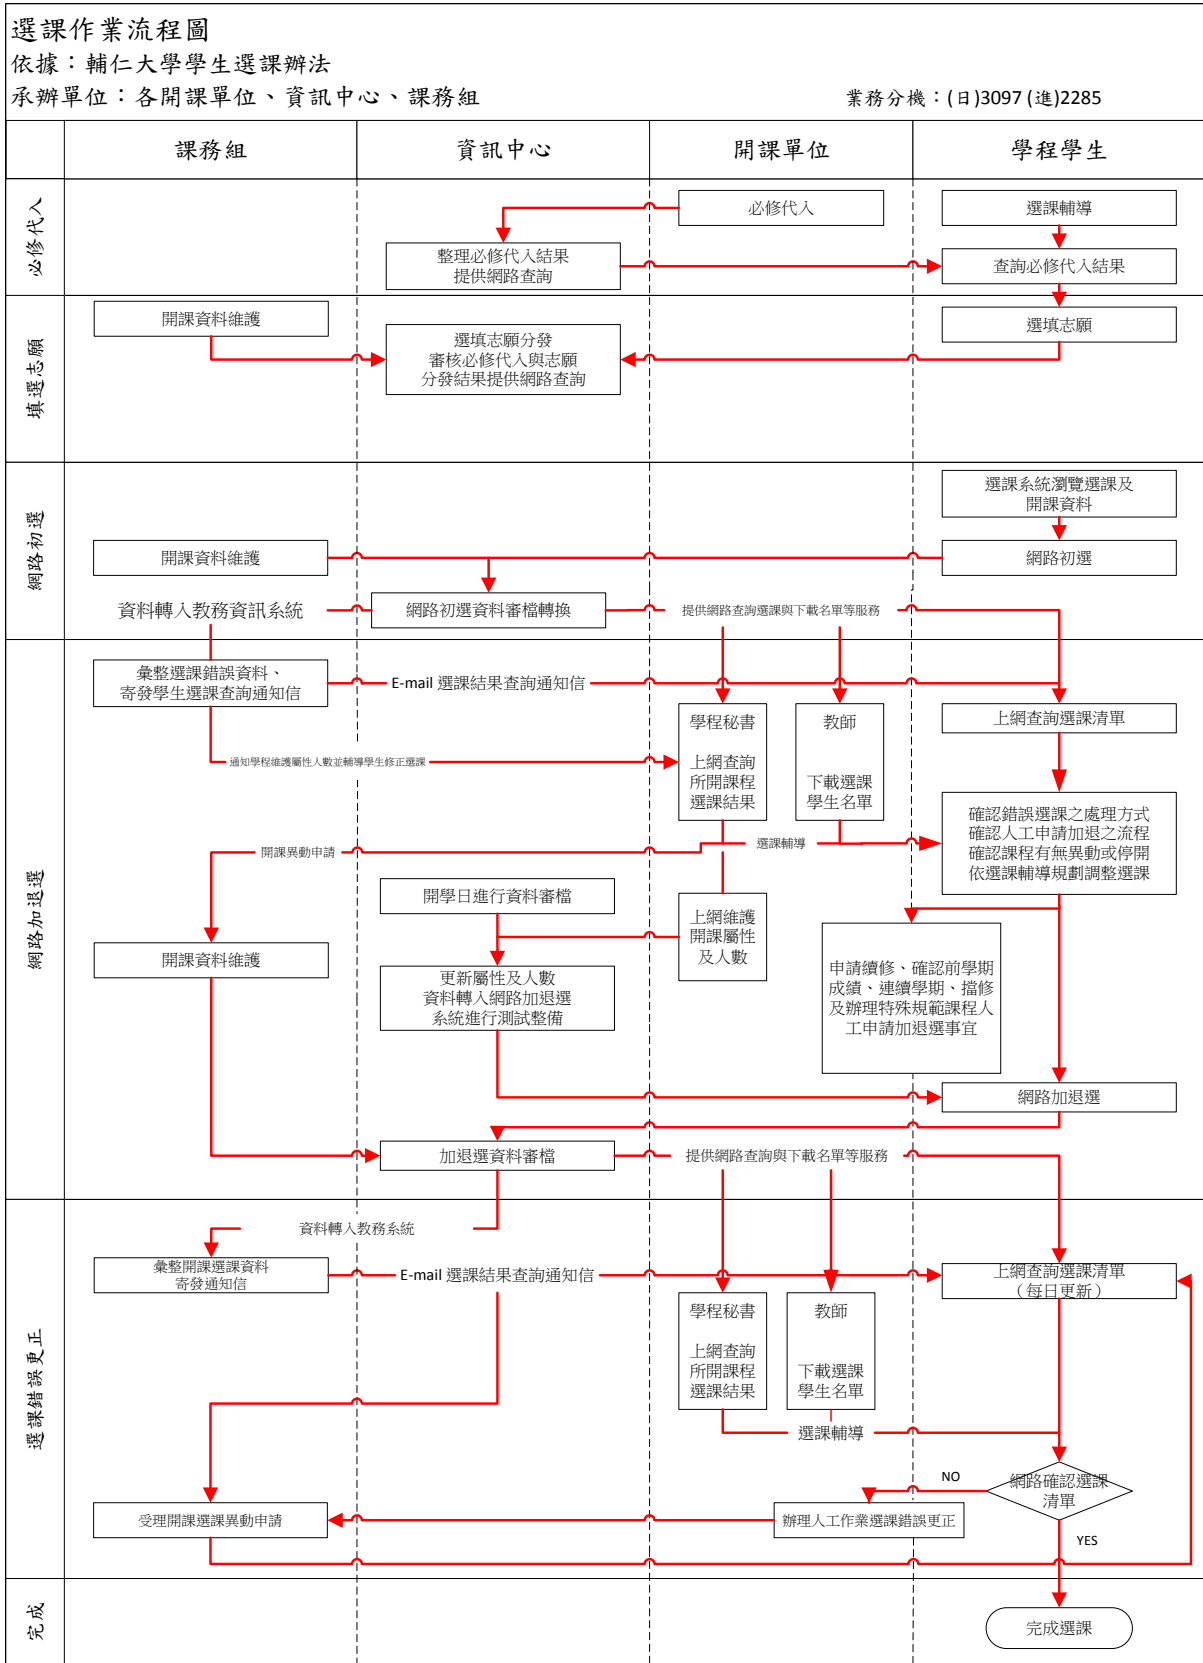 選課作業流程圖
依據：輔仁大學學生選課辦法
承辦單位：各開課單位、資訊中心、課務組
業務分機：(日)3097 (進)2285
課務組
資訊中心
開課單位
學程學生
必修代入
必修代入
選課輔導
整理必修代入結果
提供網路查詢
查詢必修代入結果
填選志願
開課資料維護
選填志願分發
審核必修代入與志願
分發結果提供網路查詢
選填志願
網路初選
選課系統瀏覽選課及
開課資料
開課資料維護
網路初選
資料轉入教務資訊系統
網路初選資料審檔轉換
提供網路查詢選課與下載名單等服務
網路加退選
彙整選課錯誤資料、
寄發學生選課查詢通知信
E-mail 選課結果查詢通知信
學程秘書
上網查詢
所開課程
選課結果
教師
下載選課
學生名單
上網查詢選課清單
通知學程維護屬性人數並輔導學生修正選課
確認錯誤選課之處理方式
確認人工申請加退之流程
確認課程有無異動或停開
依選課輔導規劃調整選課
開課異動申請
選課輔導
開學日進行資料審檔
上網維護
開課屬性
及人數
開課資料維護
更新屬性及人數
資料轉入網路加退選
系統進行測試整備
申請續修、確認前學期
成績、連續學期、擋修
及辦理特殊規範課程人
工申請加退選事宜
網路加退選
加退選資料審檔
提供網路查詢與下載名單等服務
選課錯誤更正
資料轉入教務系統
彙整開課選課資料
寄發通知信
E-mail 選課結果查詢通知信
上網查詢選課清單
（每日更新）
學程秘書
上網查詢
所開課程
選課結果
教師
下載選課
學生名單
選課輔導
NO
網路確認選課
清單
受理開課選課異動申請
辦理人工作業選課錯誤更正
YES
完成
完成選課